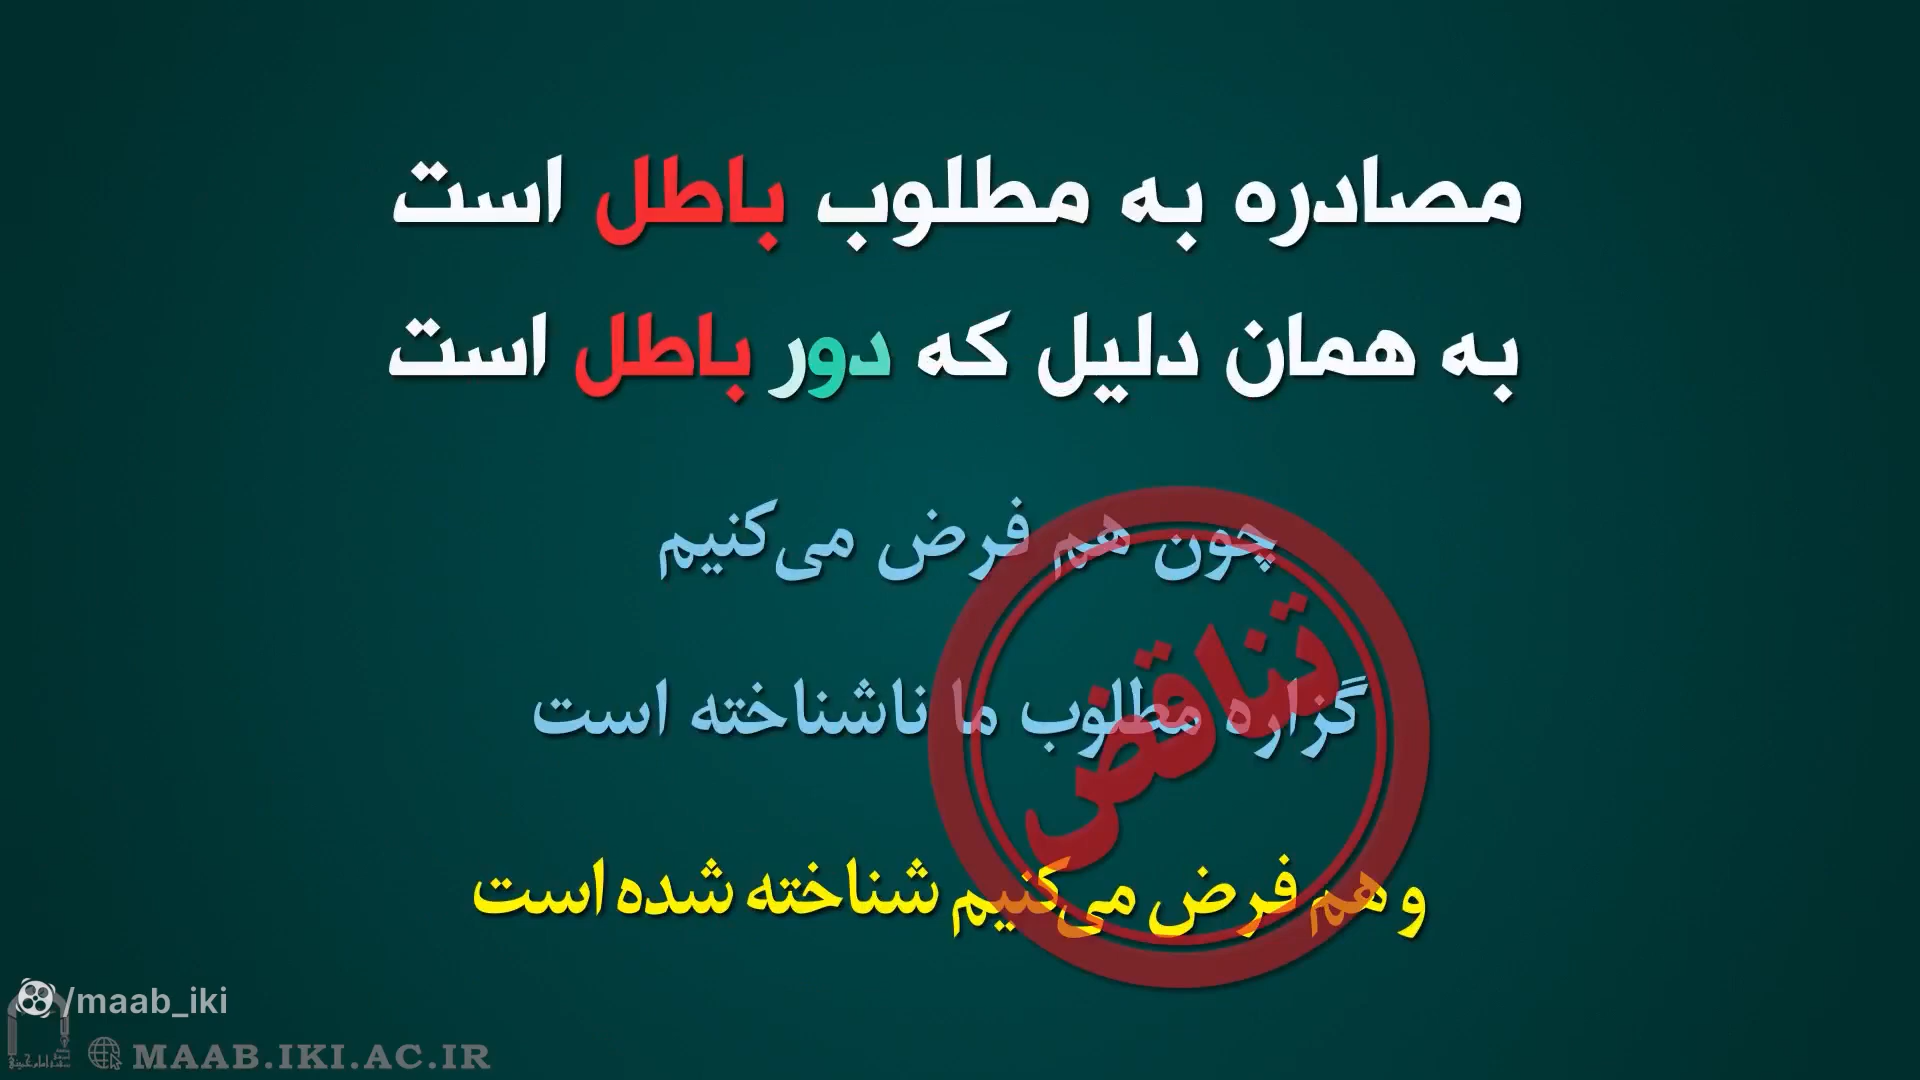 مصادره به مطلوب باطل است
به همان دلیل که دور باطل است
چون هم فرض می‌کنیم
گزاره مطلوب ما ناشناخته است
و هم فرض می‌کنیم شناخته شده است
تناقض
/maab_iki
MAAB.IKI.AC.IR